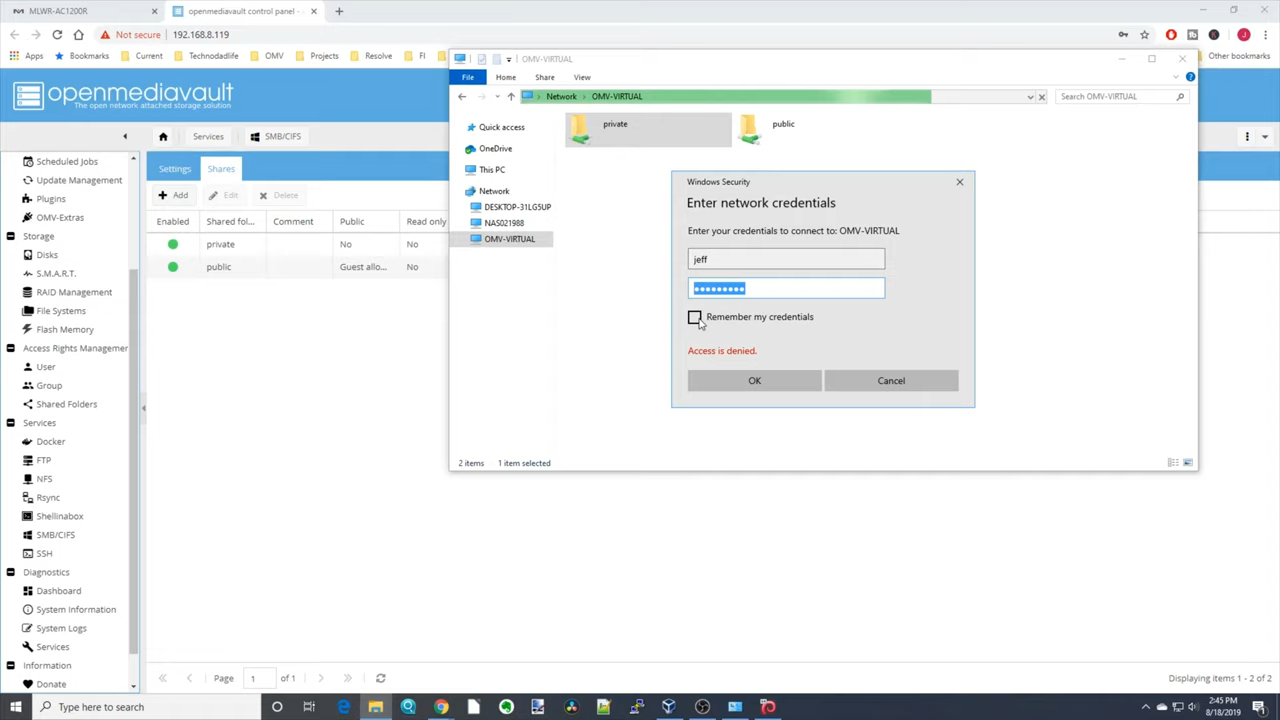 MLWR-AC1200R
openmediavault control panel -
Not secure
192.168.8.119
Apps
Bookmarks
Current
Technodadlife
OMV
Projects
Resolve
FI
Other bookmarks
openmediavault
The open network attached storage solution
Services
SMB/CIFS
Scheduled Jobs
Update Management
Plugins
OMV-Extras
Storage
Disks
S.M.A.R.T.
RAID Management
File Systems
Flash Memory
Access Rights Managemer
User
Group
Shared Folders
Services
Docker
FTP
NFS
Rsync
Shellinabox
SMB/CIFS
SSH
Diagnostics
Dashboard
System Information
System Logs
Services
Information
Donate
Settings
Shares
Add
Edit
Delete
Enabled
Shared fol...
Comment
Public
Read only
private
No
No
public
Guest allo...
No
Page
1
of 1
Displaying items 1 - 2 of 2
OMV-VIRTUAL
File
Home
Share
View
Network
OMV-VIRTUAL
Search OMV-VIRTUAL
Quick access
OneDrive
This PC
Network
DESKTOP-31LG5UP
NAS021988
OMV-VIRTUAL
private
public
2 items
1 item selected
Windows Security
Enter network credentials
Enter your credentials to connect to: OMV-VIRTUAL
jeff
•••••••••
Remember my credentials
Access is denied.
OK
Cancel
Type here to search
2:45 PM
8/18/2019